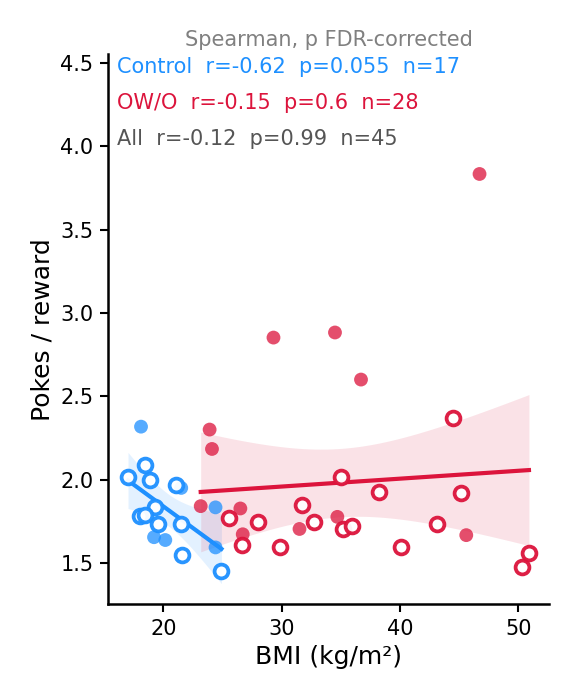 Spearman, p FDR-corrected
Control  r=-0.62  p=0.055  n=17
OW/O  r=-0.15  p=0.6  n=28
All  r=-0.12  p=0.99  n=45
4.5
4.0
3.5
3.0
2.5
2.0
1.5
Pokes / reward
20 30 40 50
BMI (kg/m²)